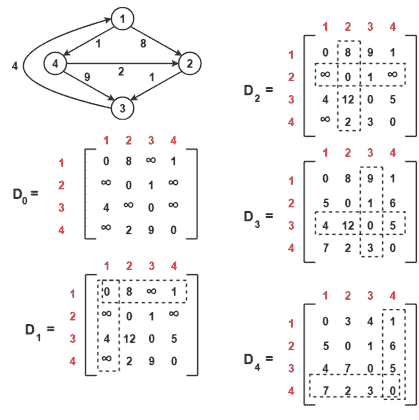 1
1 8
4 4 2 2
9 1
3
1 2 3 4
D0 =
1 0 8 ∞ 1
2 ∞ 0 1 ∞
3 4 ∞ 0 ∞
4 ∞ 2 9 0
1 2 3 4
D1 =
1 0 8 ∞ 1
2 ∞ 0 1 ∞
3 4 12 0 5
4 ∞ 2 9 0
1 2 3 4
D2 =
1 0 8 9 1
2 ∞ 0 1 ∞
3 4 12 0 5
4 ∞ 2 3 0
1 2 3 4
D3 =
1 0 8 9 1
2 5 0 1 6
3 4 12 0 5
4 7 2 3 0
1 2 3 4
D4 =
1 0 3 4 1
2 5 0 1 6
3 4 7 0 5
4 7 2 3 0